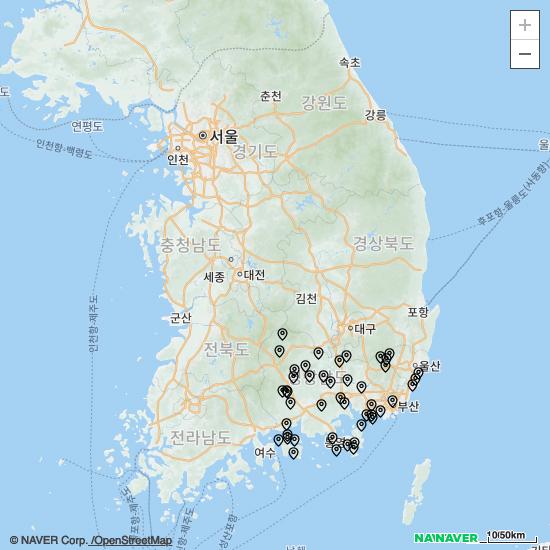 +
−
속초
춘천
강원도
강릉
연평도
서울
인천
경기도
인천항-백령도
후포항-울릉도(사동항)
충청남도
경상북도
세종
대전
김천
인천항-제주도
군산
포항
대구
전북도
울산
부산
전라남도
여수
NAVER
10/50km
© NAVER Corp. /OpenStreetMap